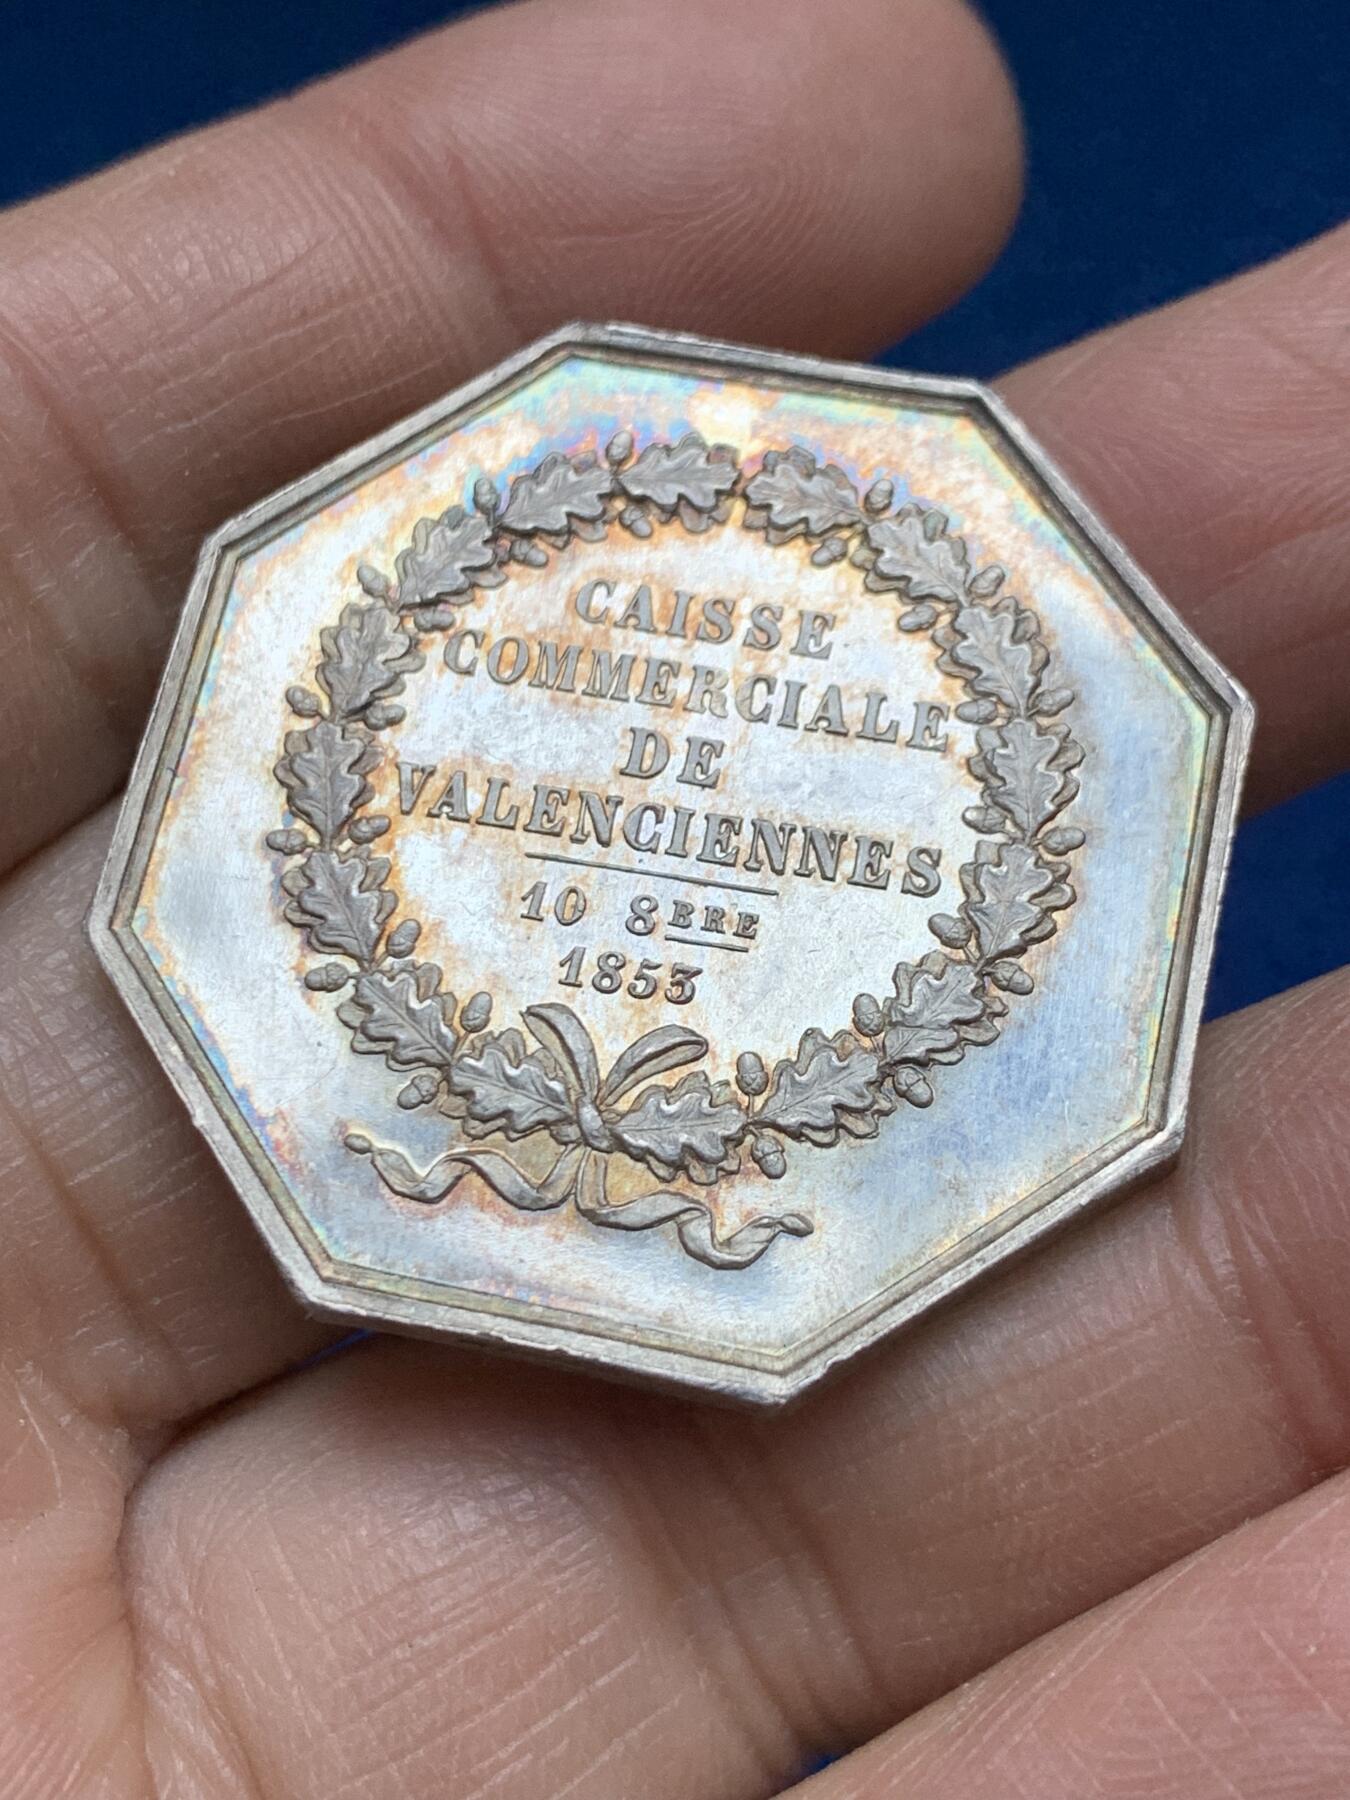 CAISSE
COMMERCIALE
DE
VALENCIENNES
10 8BRE
1853